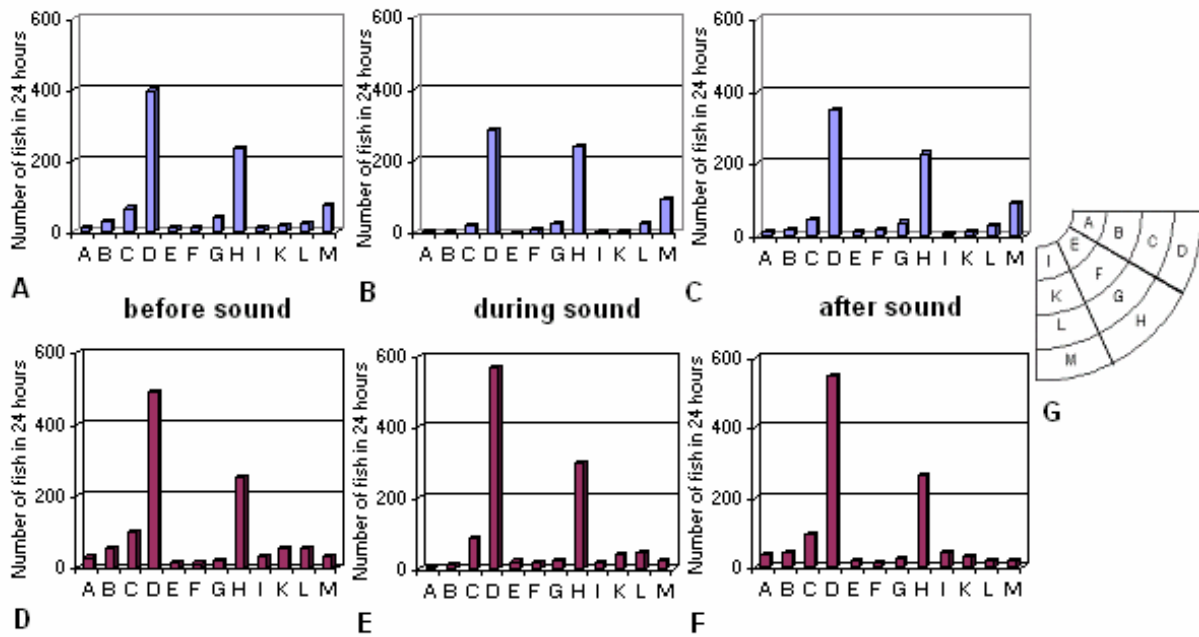 Number of fish in 24 hours
600
400
200
0
A B C D E F G H I K L M
A
Number of fish in 24 hours
600
400
200
0
A B C D E F G H I K L M
B
Number of fish in 24 hours
600
400
200
0
A B C D E F G H I K L M
C
A B C D
E F G H
I K L M
G
before sound
during sound
after sound
Number of fish in 24 hours
600
400
200
0
A B C D E F G H I K L M
D
Number of fish in 24 hours
600
400
200
0
A B C D E F G H I K L M
E
Number of fish in 24 hours
600
400
200
0
A B C D E F G H I K L M
F